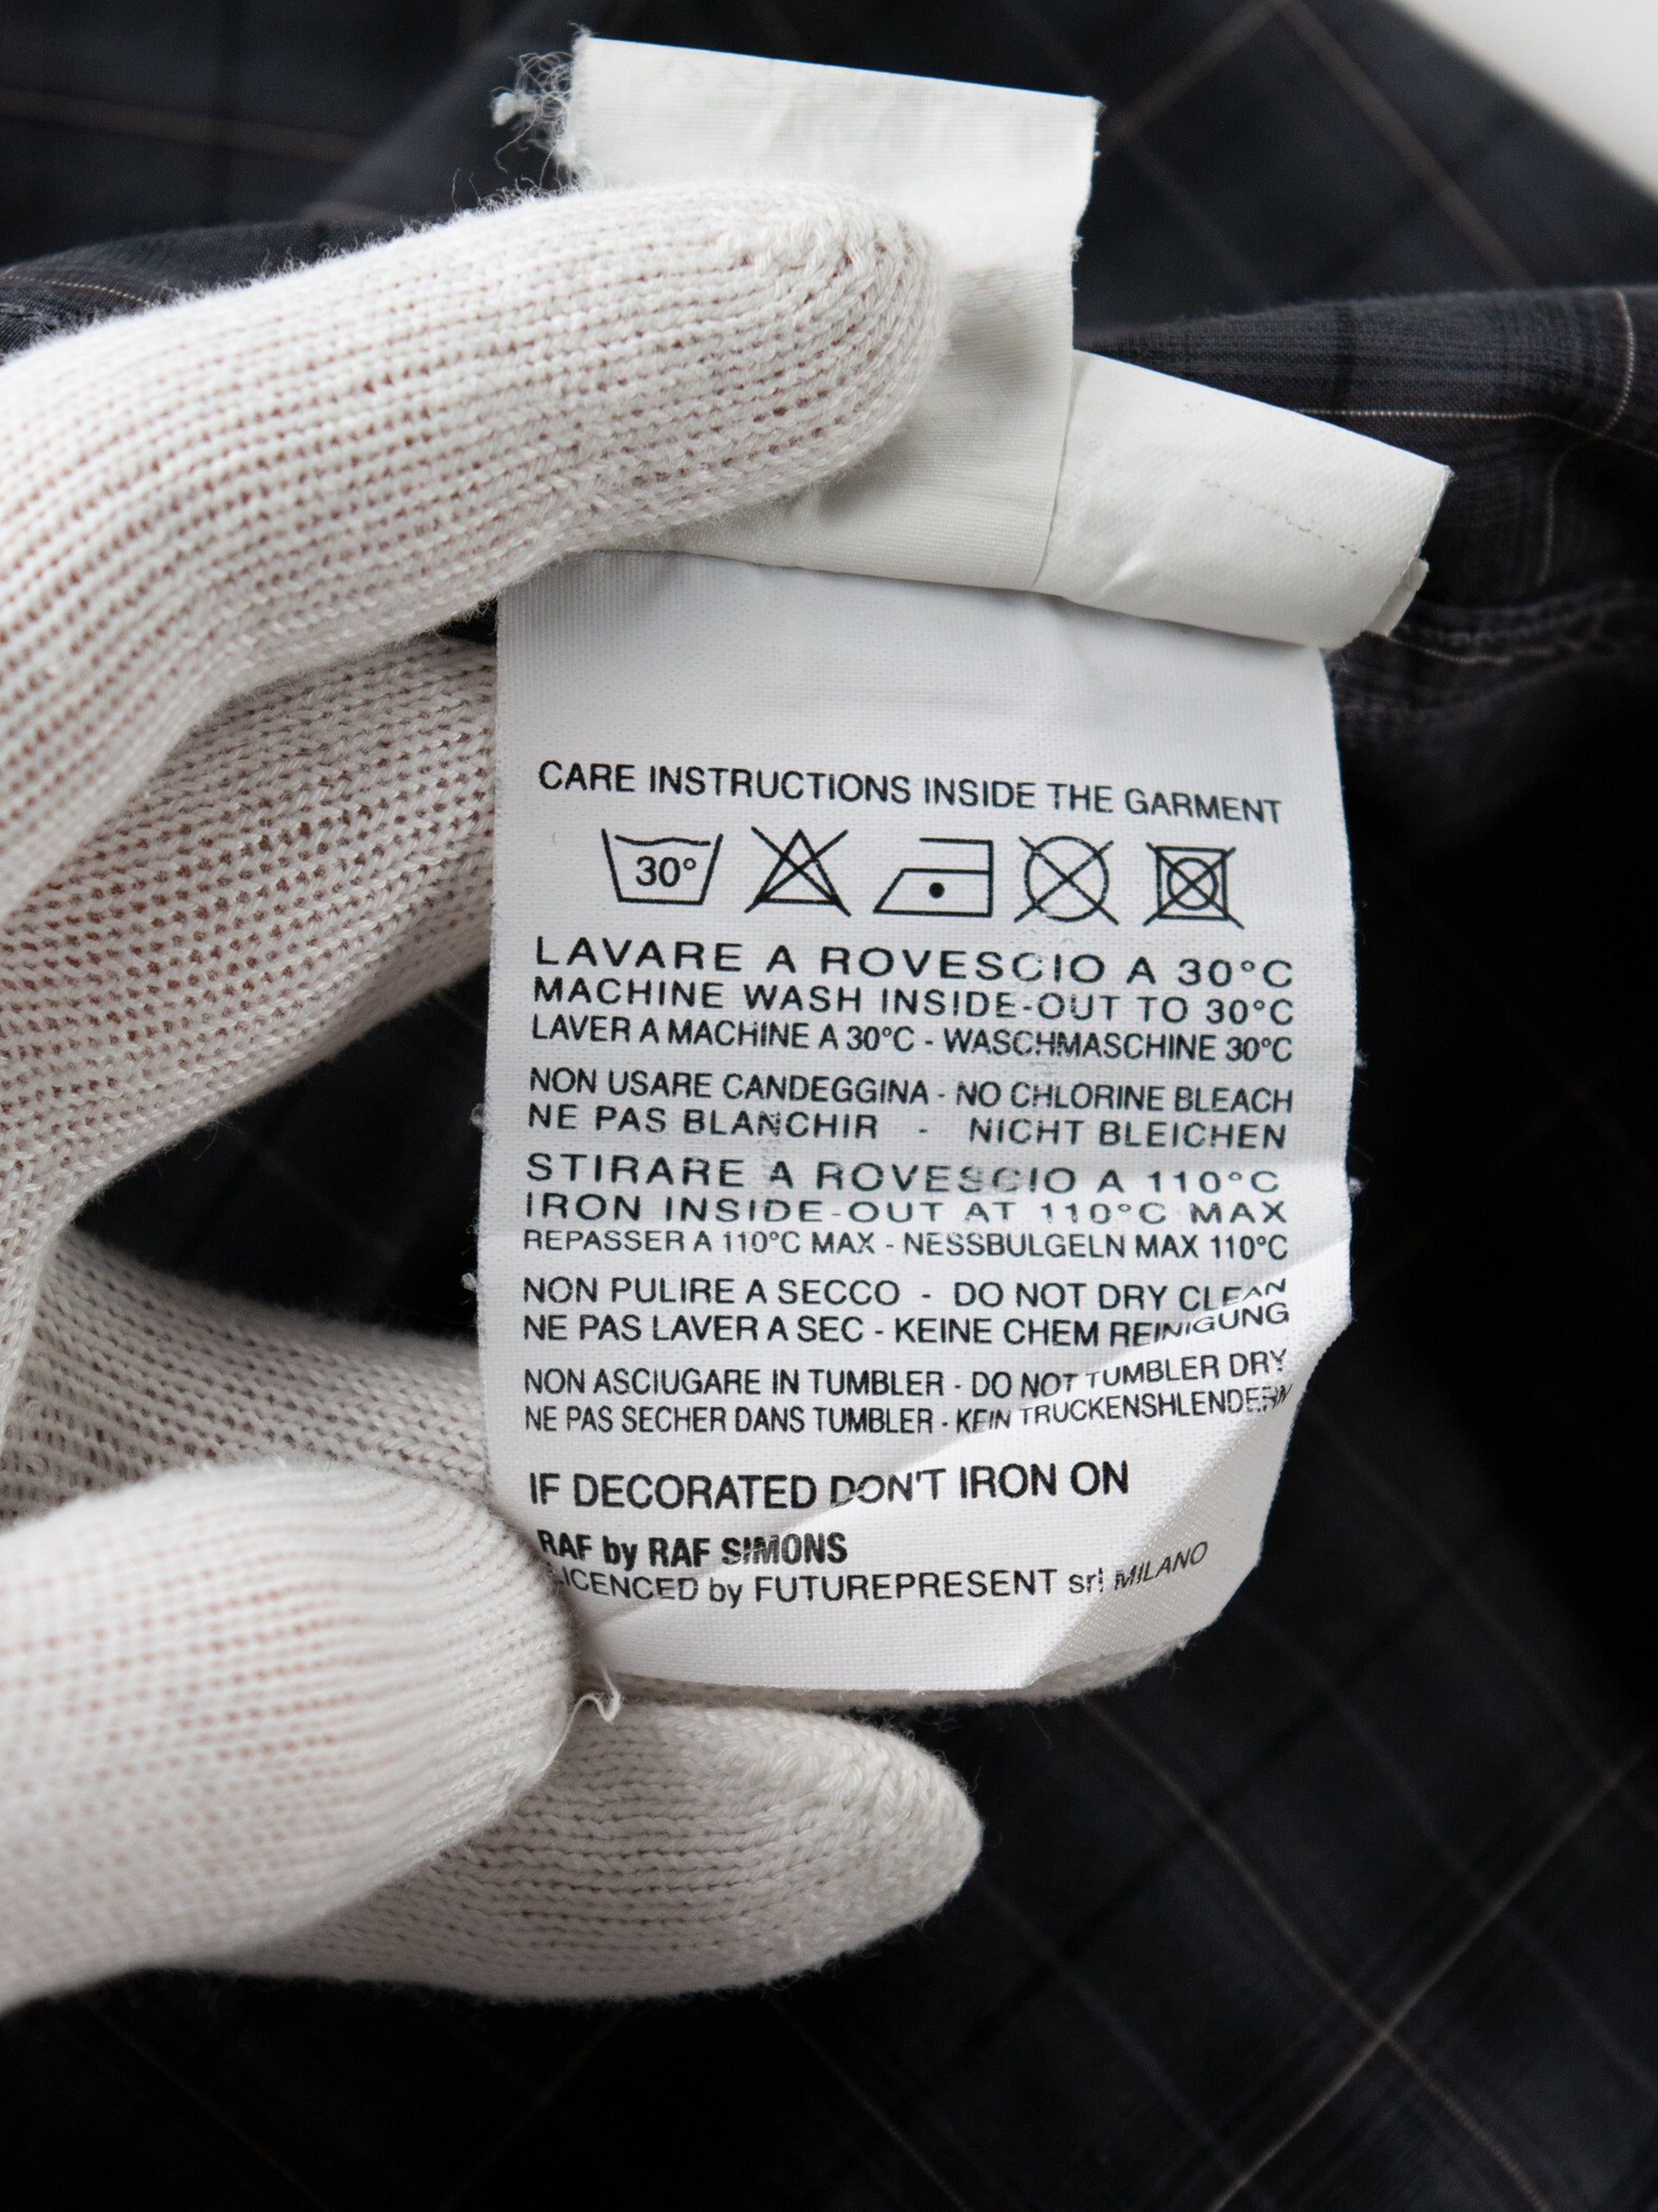 CARE INSTRUCTIONS INSIDE THE GARMENT
30°
LAVARE A ROVESCIO A 30°C
MACHINE WASH INSIDE-OUT TO 30°C
LAVER A MACHINE A 30°C - WASCHMASCHINE 30°C
NON USARE CANDEGGINA - NO CHLORINE BLEACH
NE PAS BLANCHIR - NICHT BLEICHEN
STIRARE A ROVESCIO A 110°C
IRON INSIDE-OUT AT 110°C MAX
REPASSER A 110°C MAX - NESSBULGELN MAX 110°C
NON PULIRE A SECCO - DO NOT DRY CLEAN
NE PAS LAVER A SEC - KEINE CHEM REINIGUNG
NON ASCIUGARE IN TUMBLER - DO NOT TUMBLER DRY
NE PAS SECHER DANS TUMBLER - KEIN TRUCKENSHLENDERN
IF DECORATED DON'T IRON ON
RAF by RAF SIMONS
LICENCED by FUTUREPRESENT srl MILANO